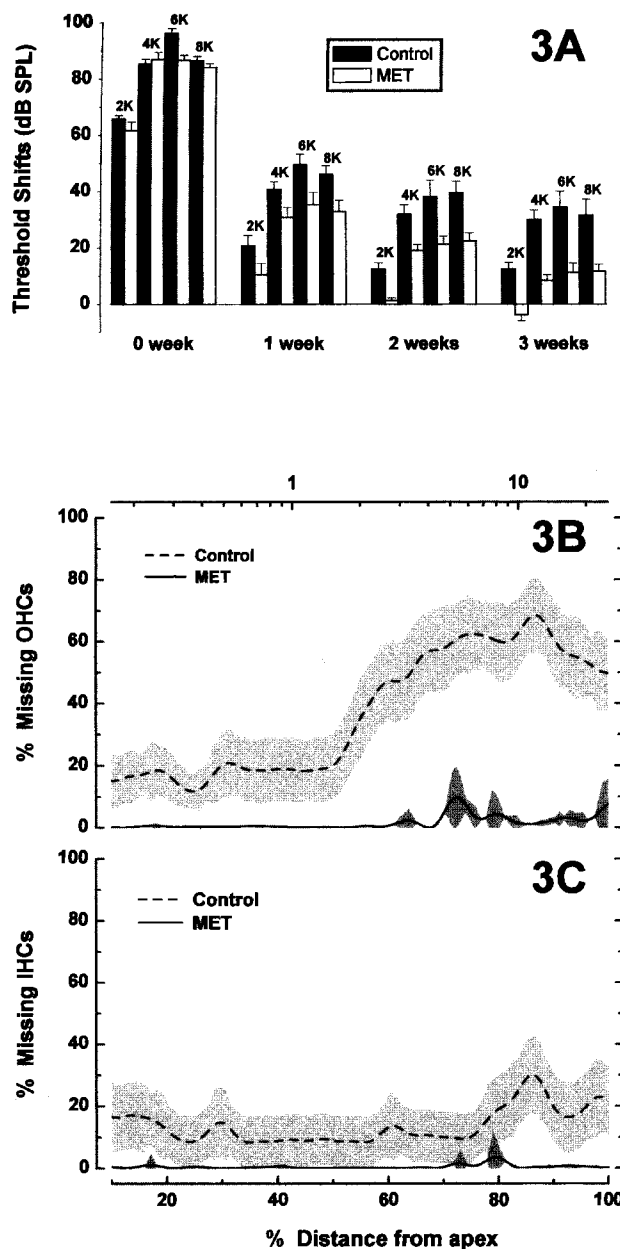 3A
Threshold Shifts (dB SPL)
100
80
60
40
20
0
Control
MET
2K
4K
6K
8K
2K
4K
6K
8K
2K
4K
6K
8K
2K
4K
6K
8K
0 week
1 week
2 weeks
3 weeks
1
10
3B
% Missing OHCs
100
80
60
40
20
0
Control
MET
3C
% Missing IHCs
100
80
60
40
20
0
Control
MET
20
40
60
80
100
% Distance from apex